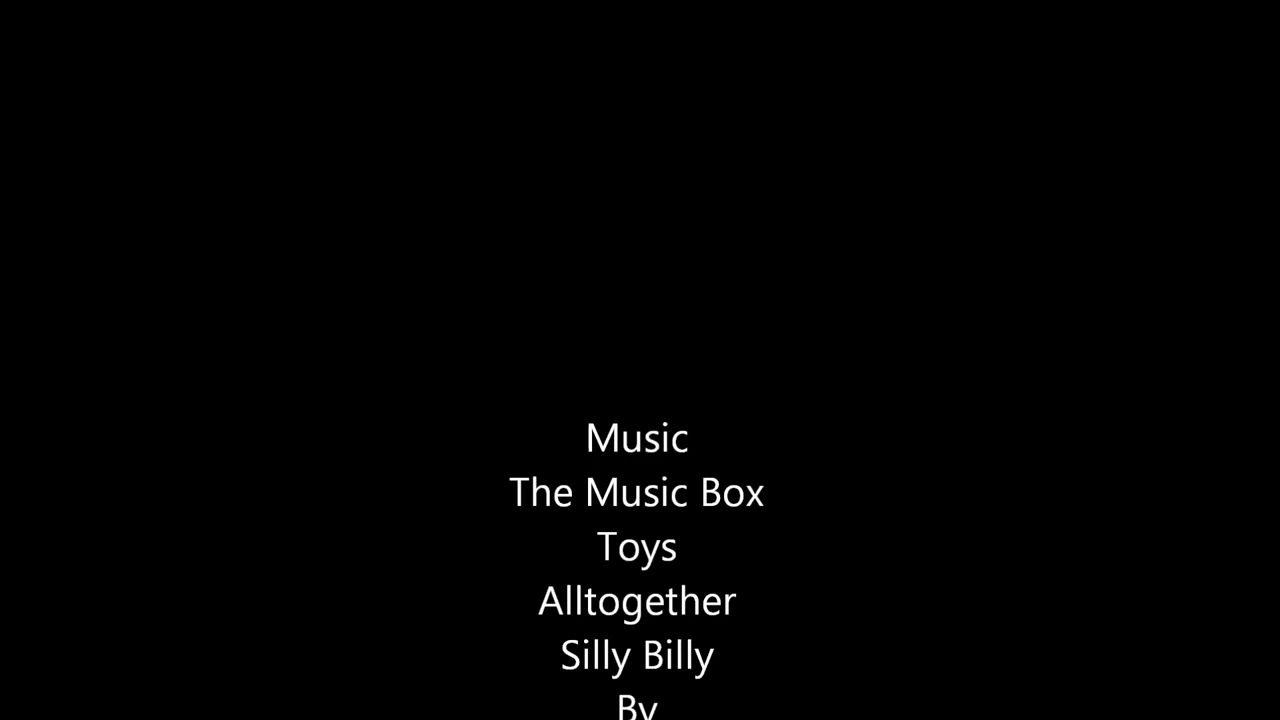 Music
The Music Box
Toys
Alltogether
Silly Billy
By